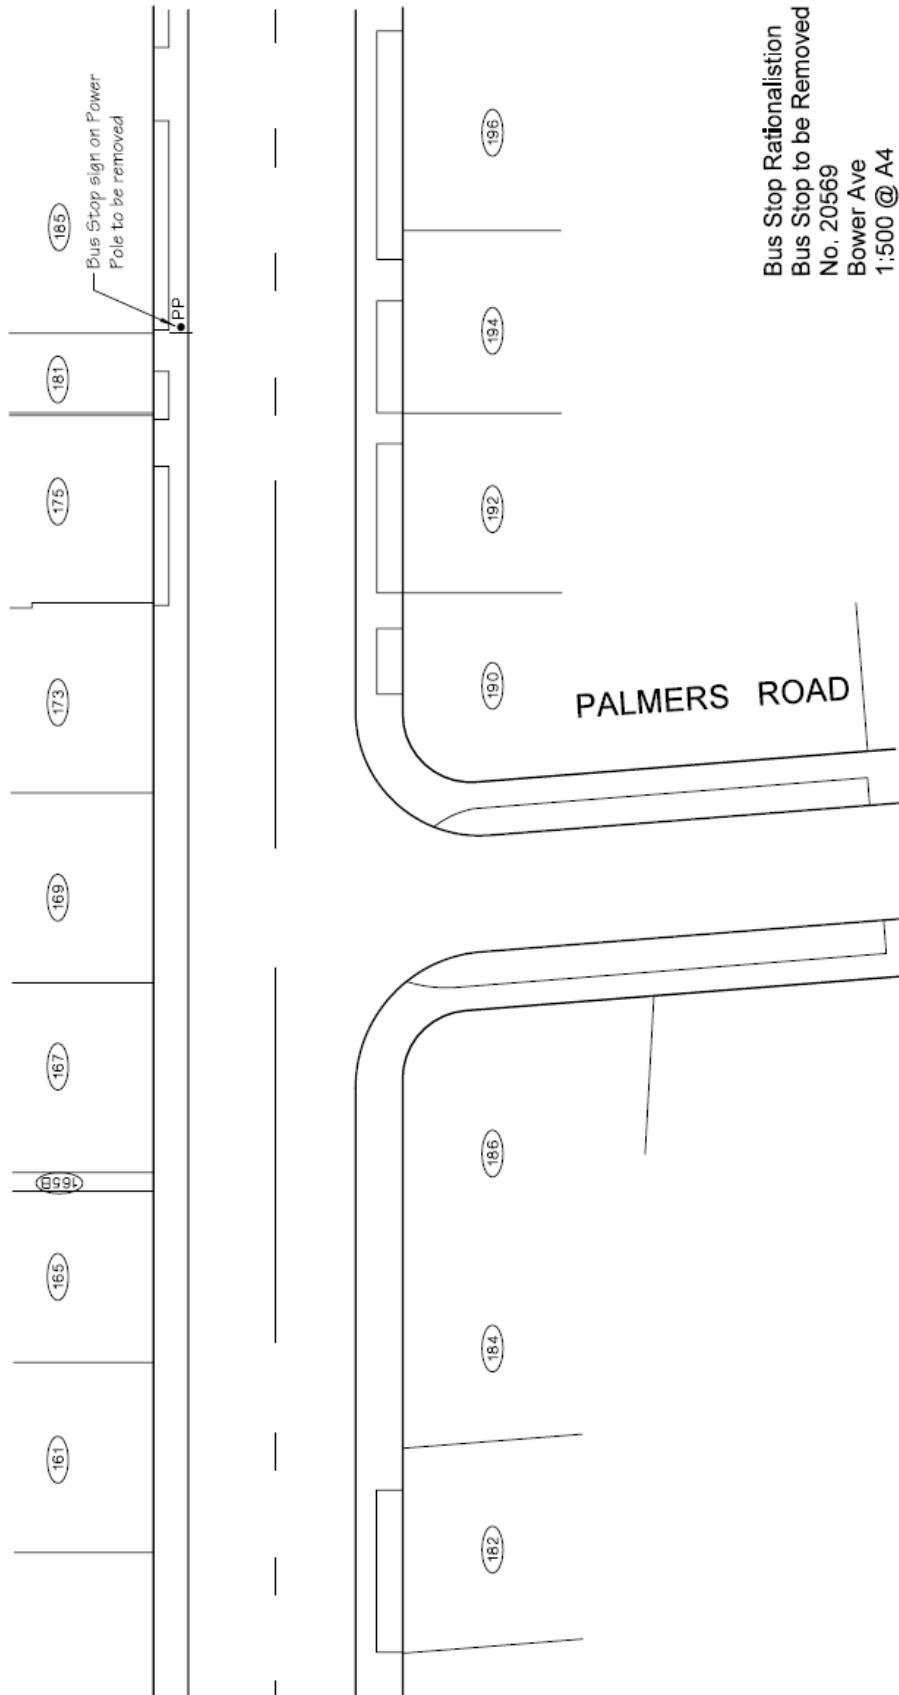 Bus Stop sign on Power
Pole to be removed
PP
185
181
175
173
169
167
165B
165
161
196
194
192
190
186
184
182
PALMERS ROAD
Bus Stop Rationalistion
Bus Stop to be Removed
No. 20569
Bower Ave
1:500 @ A4